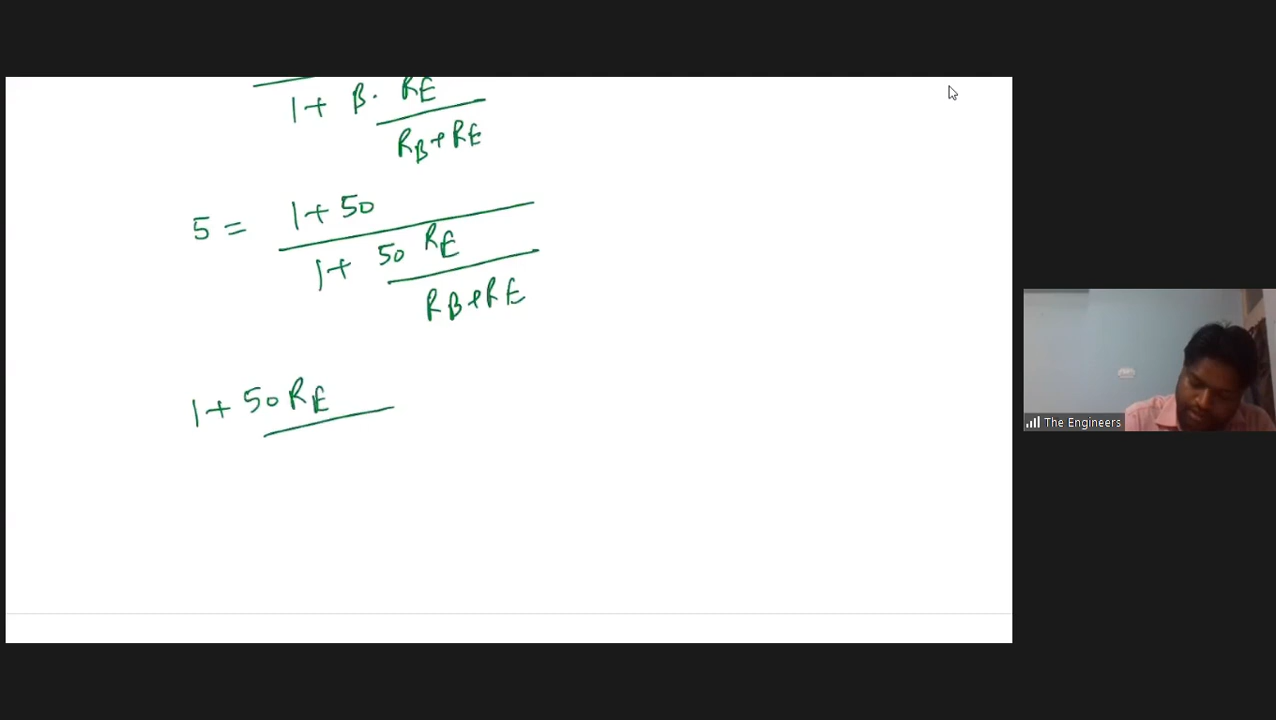 1 + β. RE
RB+RE
5 = 1 + 50
1 + 50 RE
RB+RE
1 + 50 RE
The Engineers